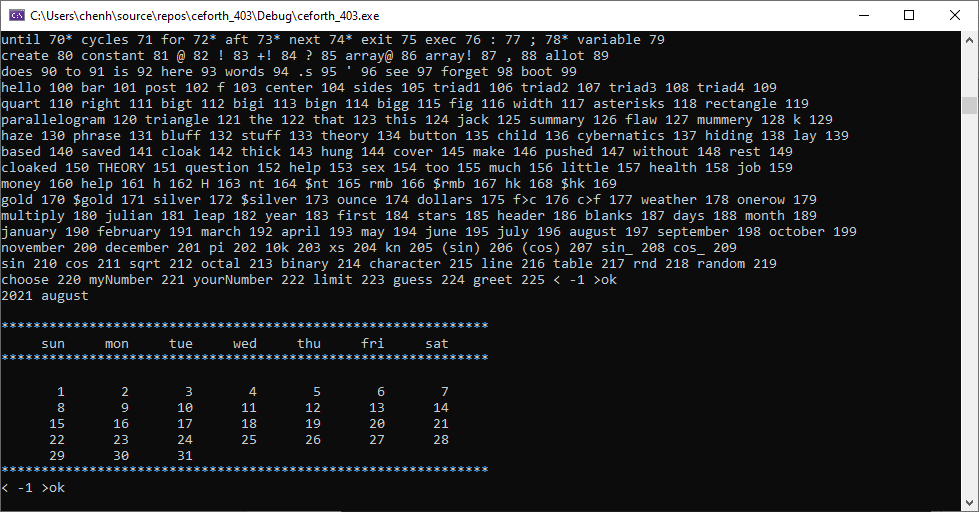 C:\Users\chenh\source\repos\ceforth_403\Debug\ceforth_403.exe
until 70* cycles 71 for 72* aft 73* next 74* exit 75 exec 76 : 77 ; 78* variable 79
create 80 constant 81 @ 82 ! 83 +! 84 ? 85 array@ 86 array! 87 , 88 allot 89
does 90 to 91 is 92 here 93 words 94 .s 95 ' 96 see 97 forget 98 boot 99
hello 100 bar 101 post 102 f 103 center 104 sides 105 triad1 106 triad2 107 triad3 108 triad4 109
quart 110 right 111 bigt 112 bigi 113 bign 114 bigg 115 fig 116 width 117 asterisks 118 rectangle 119
parallelogram 120 triangle 121 the 122 that 123 this 124 jack 125 summary 126 flaw 127 mummery 128 k 129
haze 130 phrase 131 bluff 132 stuff 133 theory 134 button 135 child 136 cybernatics 137 hiding 138 lay 139
based 140 saved 141 cloak 142 thick 143 hung 144 cover 145 make 146 pushed 147 without 148 rest 149
cloaked 150 THEORY 151 question 152 help 153 sex 154 too 155 much 156 little 157 health 158 job 159
money 160 help 161 h 162 H 163 nt 164 $nt 165 rmb 166 $rmb 167 hk 168 $hk 169
gold 170 $gold 171 silver 172 $silver 173 ounce 174 dollars 175 f>c 176 c>f 177 weather 178 onerow 179
multiply 180 julian 181 leap 182 year 183 first 184 stars 185 header 186 blanks 187 days 188 month 189
january 190 february 191 march 192 april 193 may 194 june 195 july 196 august 197 september 198 october 199
november 200 december 201 pi 202 10k 203 xs 204 kn 205 (sin) 206 (cos) 207 sin_ 208 cos_ 209
sin 210 cos 211 sqrt 212 octal 213 binary 214 character 215 line 216 table 217 rnd 218 random 219
choose 220 myNumber 221 yourNumber 222 limit 223 guess 224 greet 225 < -1 >ok
2021 august
*************************************************************
sun mon tue wed thu fri sat
*************************************************************
1 2 3 4 5 6 7
8 9 10 11 12 13 14
15 16 17 18 19 20 21
22 23 24 25 26 27 28
29 30 31
*************************************************************
< -1 >ok